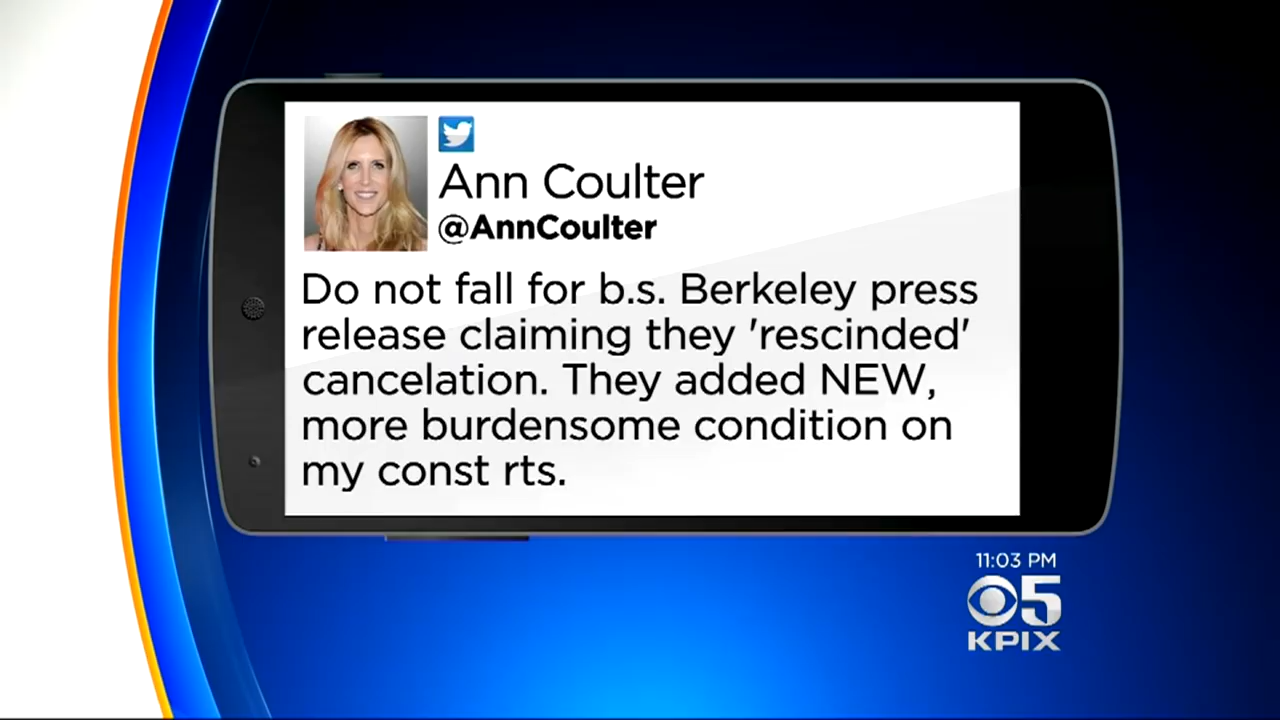 Ann Coulter
@AnnCoulter
Do not fall for b.s. Berkeley press
release claiming they 'rescinded'
cancelation. They added NEW,
more burdensome condition on
my const rts.
11:03 PM
5
KPIX